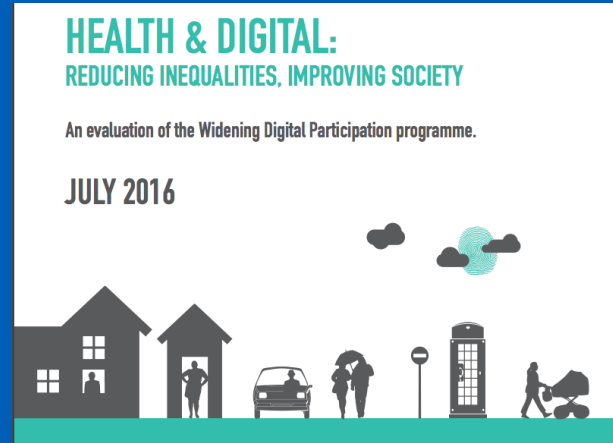 HEALTH & DIGITAL:
REDUCING INEQUALITIES, IMPROVING SOCIETY
An evaluation of the Widening Digital Participation programme.
JULY 2016